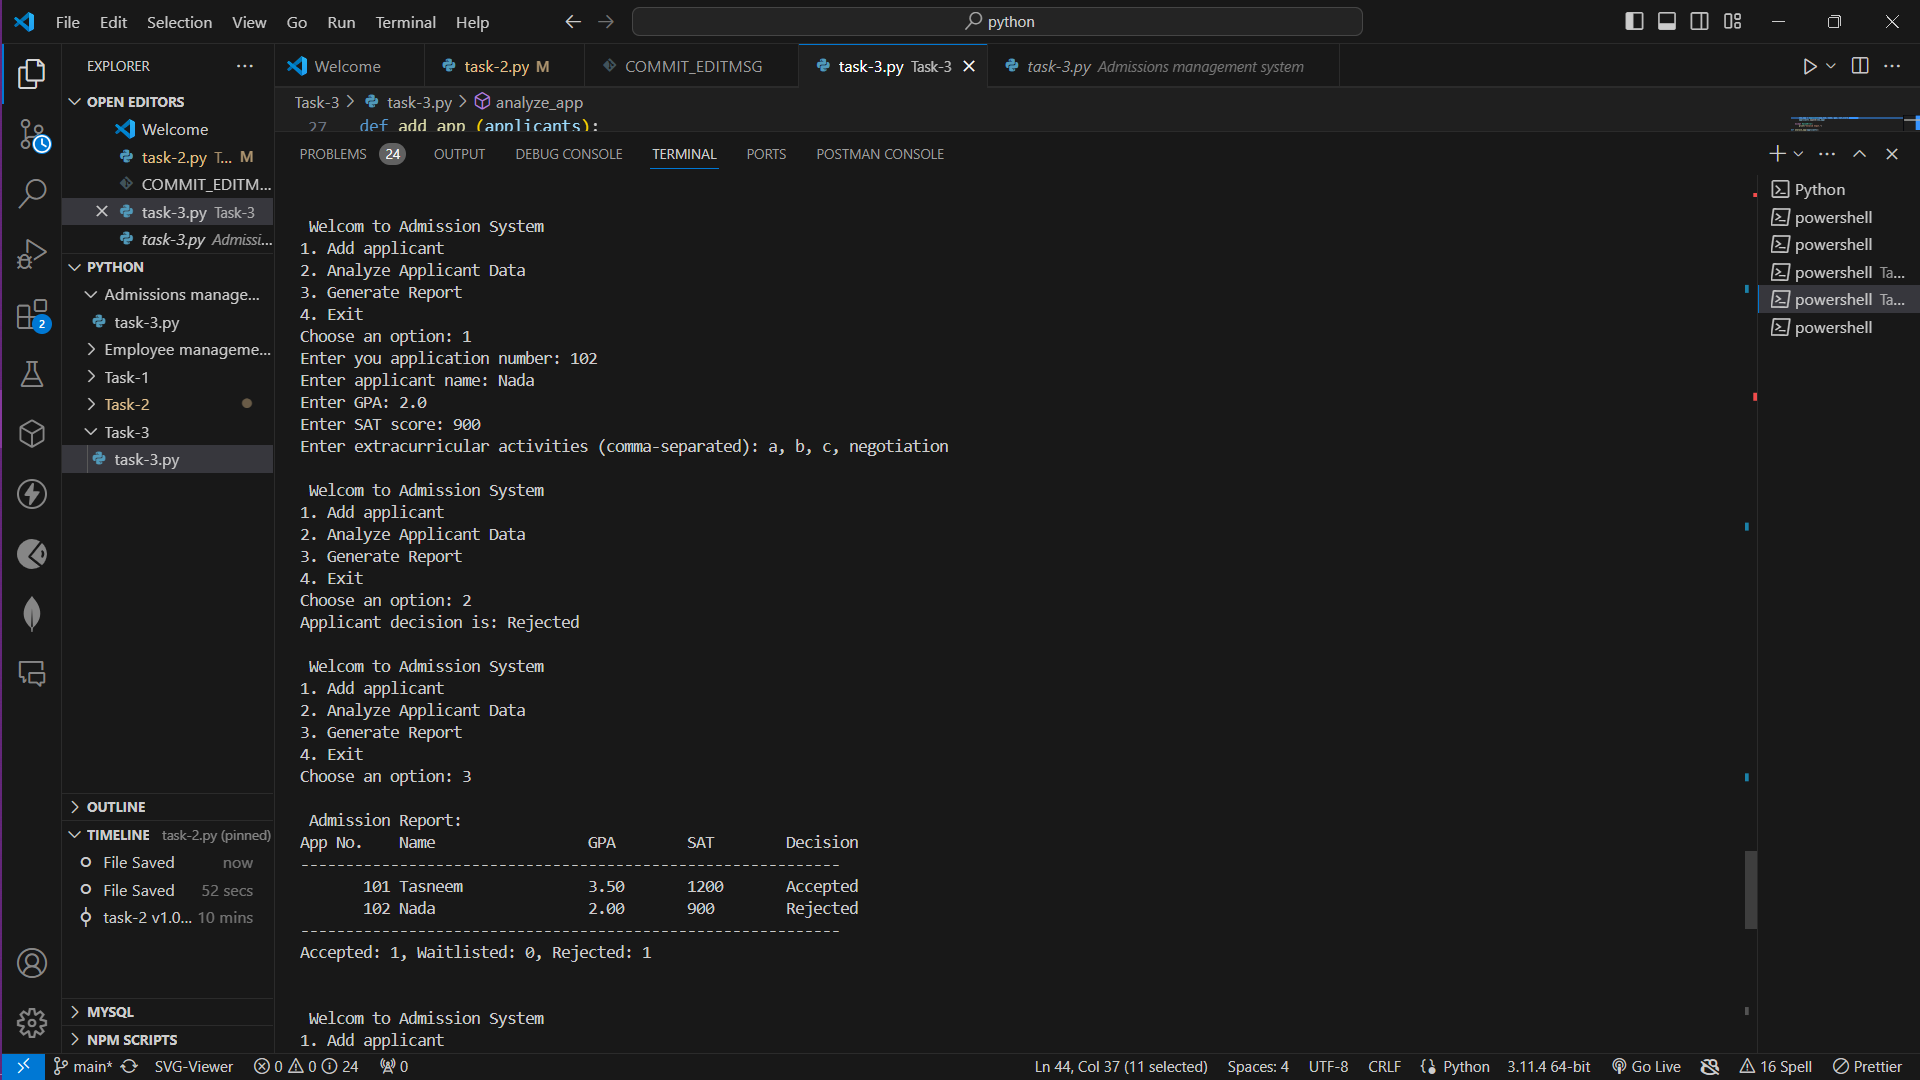 File Edit Selection View Go Run Terminal Help
python
EXPLORER
OPEN EDITORS
Welcome
task-2.py T... M
COMMIT_EDITM...
task-3.py Task-3
task-3.py Admissi...
PYTHON
Admissions manage...
task-3.py
Employee manageme...
Task-1
Task-2
Task-3
task-3.py
OUTLINE
TIMELINE task-2.py (pinned)
File Saved now
File Saved 52 secs
task-2 v1.0... 10 mins
MYSQL
NPM SCRIPTS
2
Welcome
task-2.py M
COMMIT_EDITMSG
task-3.py Task-3
task-3.py Admissions management system
Task-3 > task-3.py > analyze_app
27 def add_app (applicants):
PROBLEMS 24 OUTPUT DEBUG CONSOLE TERMINAL PORTS POSTMAN CONSOLE
Welcom to Admission System
1. Add applicant
2. Analyze Applicant Data
3. Generate Report
4. Exit
Choose an option: 1
Enter you application number: 102
Enter applicant name: Nada
Enter GPA: 2.0
Enter SAT score: 900
Enter extracurricular activities (comma-separated): a, b, c, negotiation
Welcom to Admission System
1. Add applicant
2. Analyze Applicant Data
3. Generate Report
4. Exit
Choose an option: 2
Applicant decision is: Rejected
Welcom to Admission System
1. Add applicant
2. Analyze Applicant Data
3. Generate Report
4. Exit
Choose an option: 3
Admission Report:
App No. Name GPA SAT Decision
------------------------------------------------------------
101 Tasneem 3.50 1200 Accepted
102 Nada 2.00 900 Rejected
------------------------------------------------------------
Accepted: 1, Waitlisted: 0, Rejected: 1
Welcom to Admission System
1. Add applicant
Python
powershell
powershell
powershell Ta...
powershell Ta...
powershell
main* SVG-Viewer 0 0 24 0 Ln 44, Col 37 (11 selected) Spaces: 4 UTF-8 CRLF Python 3.11.4 64-bit Go Live 16 Spell Prettier